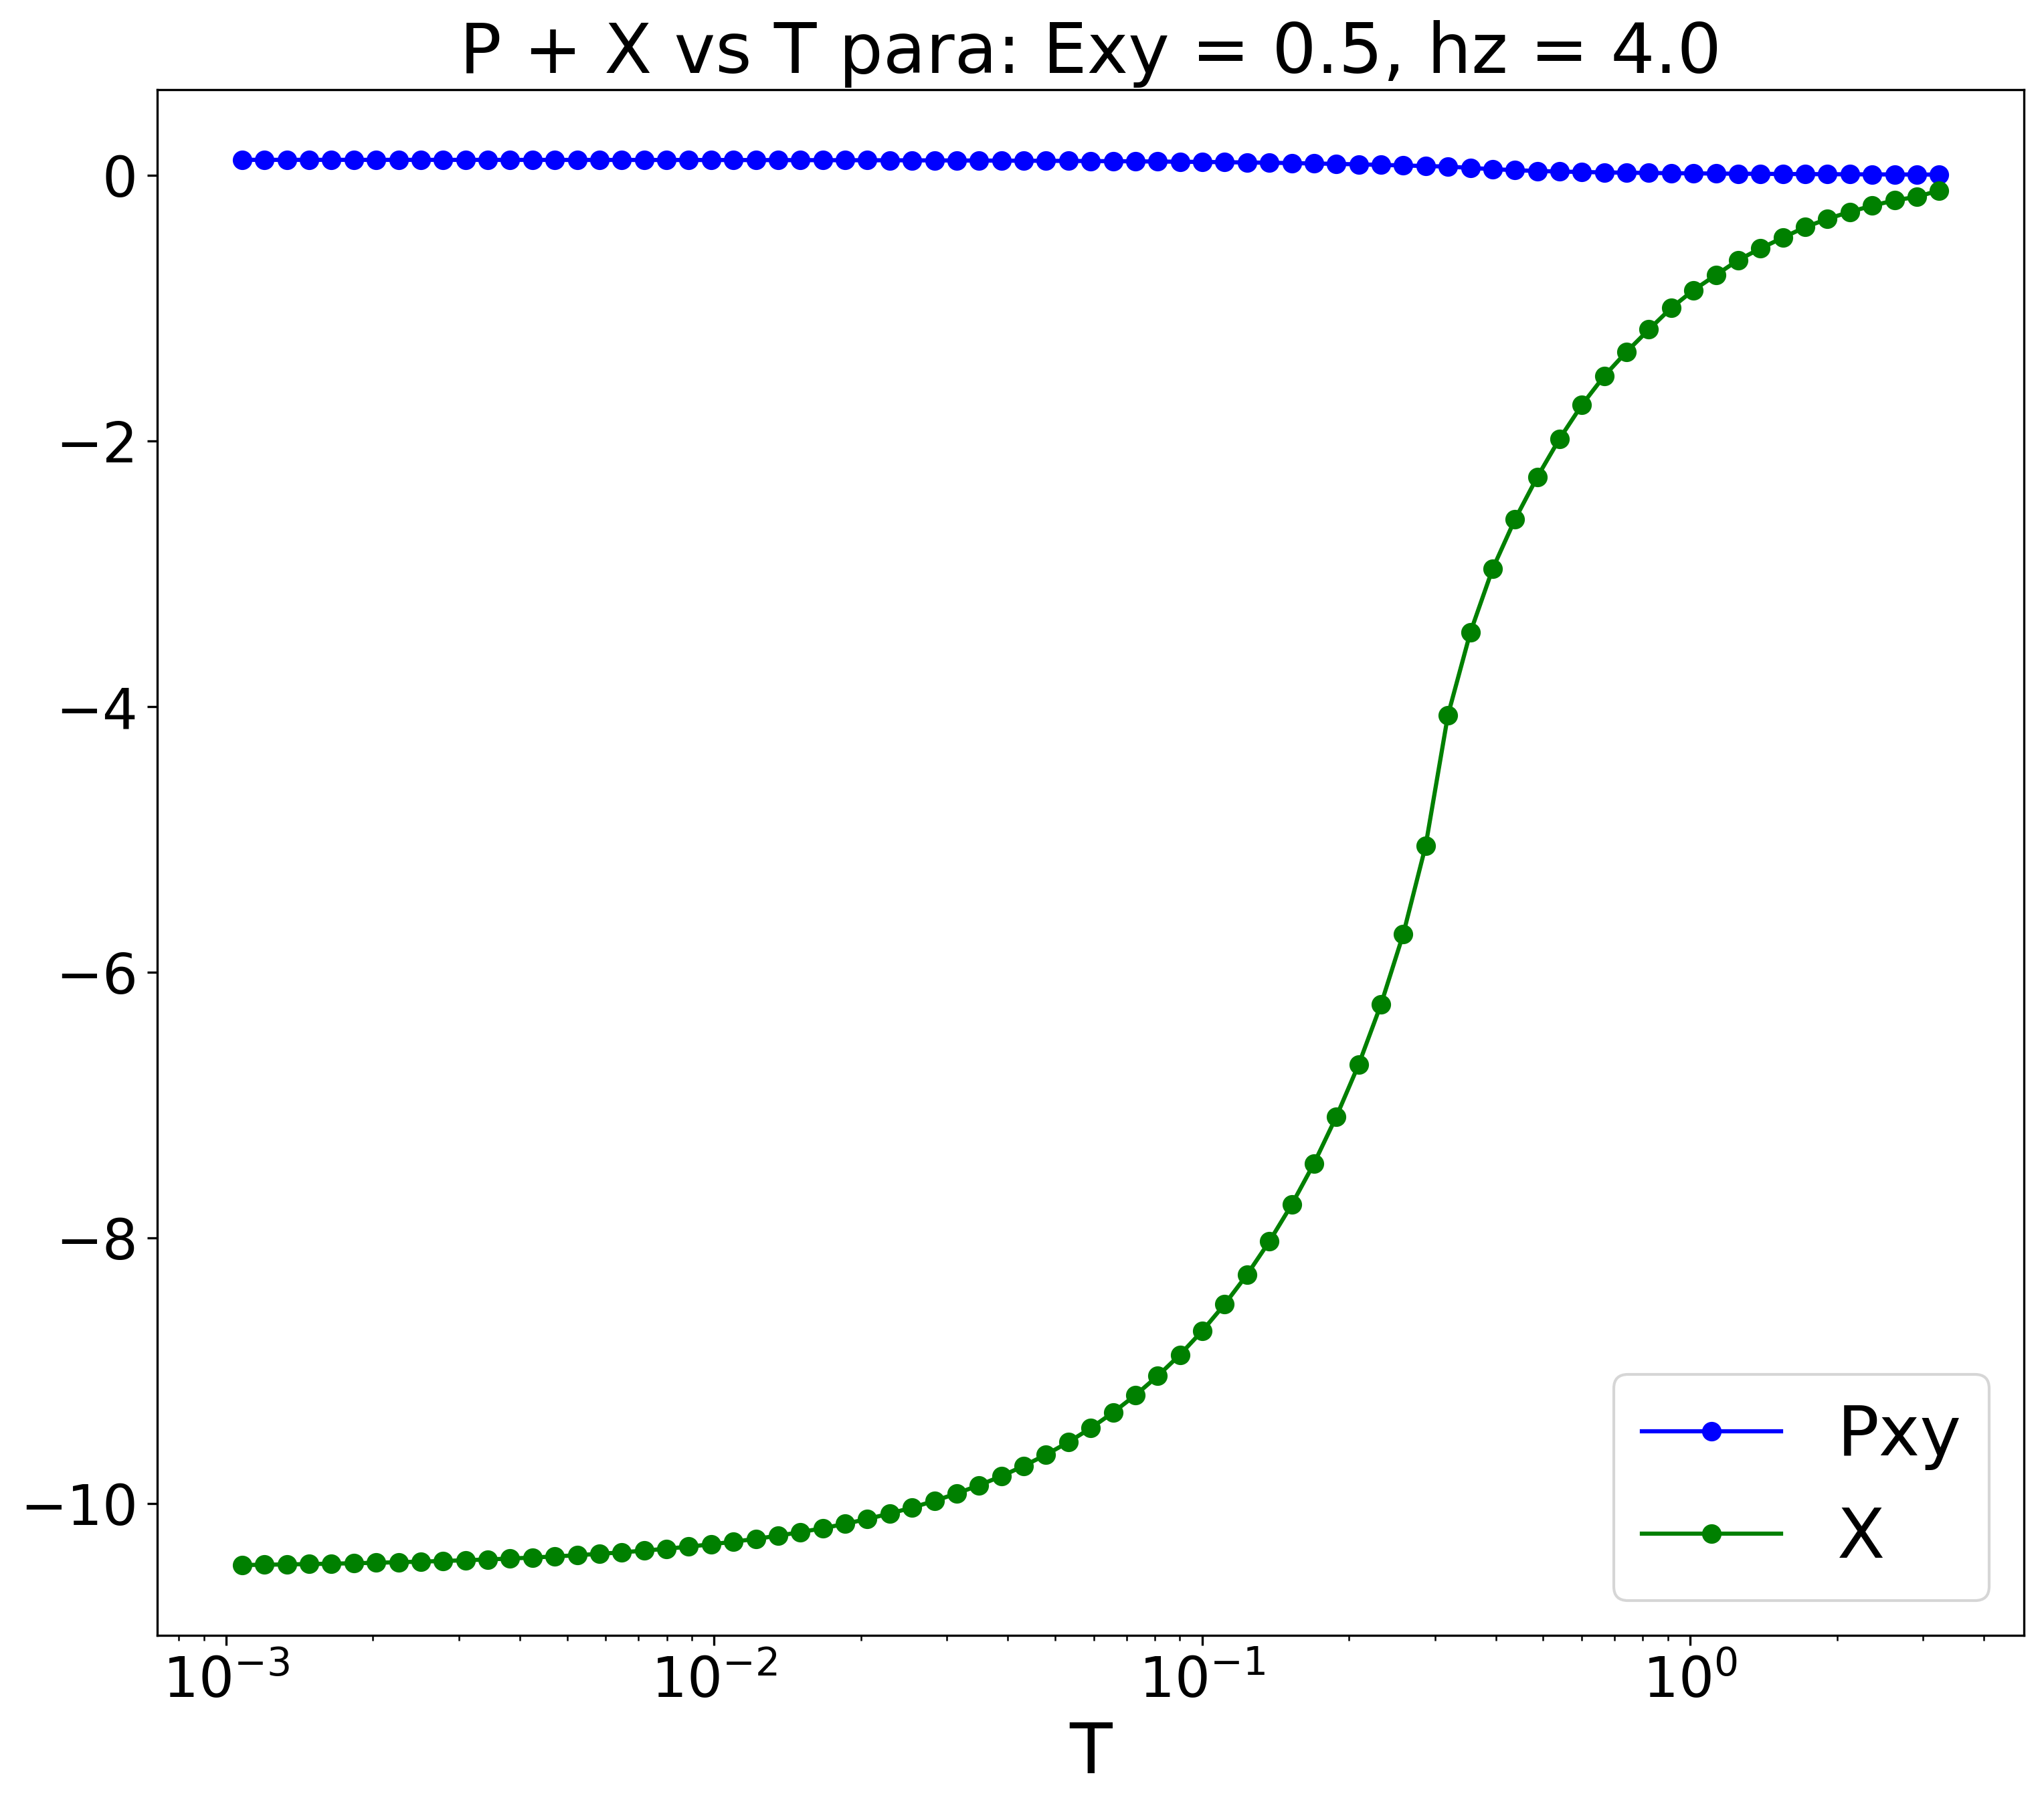 P + X vs T para: Exy = 0.5, hz = 4.0
0
−2
−4
−6
−8
−10
Pxy
X
10⁻³ 10⁻² 10⁻¹ 10⁰
T